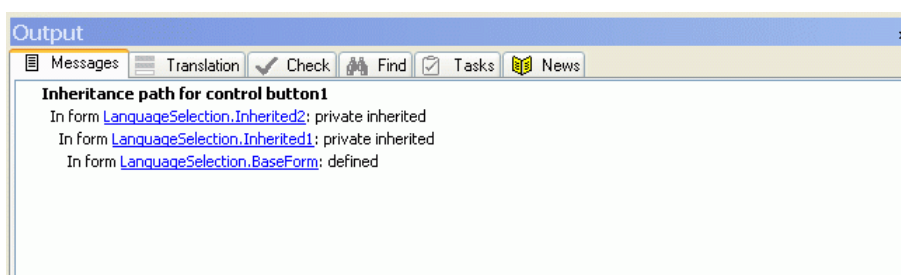 Output
Messages Translation Check Find Tasks News
Inheritance path for control button1
In form LanguageSelection.Inherited2: private inherited
In form LanguageSelection.Inherited1: private inherited
In form LanguageSelection.BaseForm: defined